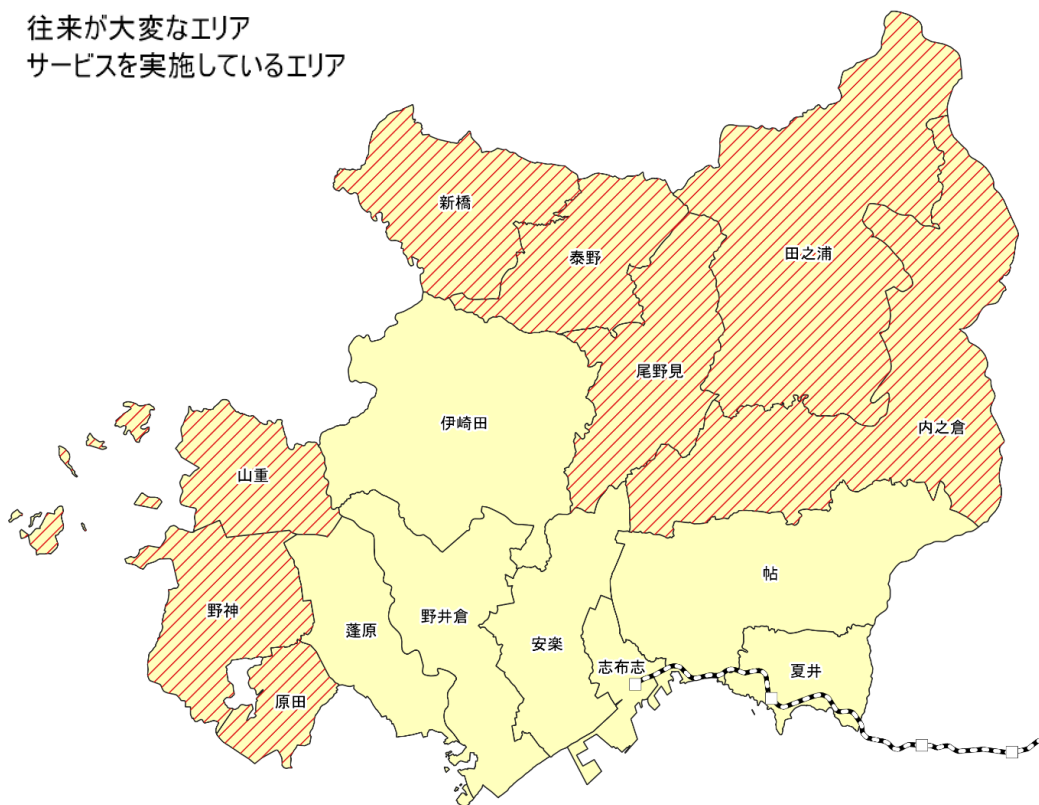 往来が大変なエリア
サービスを実施しているエリア
新橋
泰野
田之浦
尾野見
内之倉
伊崎田
山重
帖
野神
蓬原
野井倉
安楽
志布志
夏井
原田